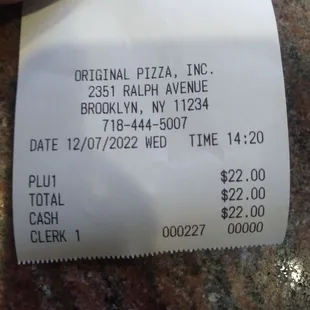 ORIGINAL PIZZA, INC.
2351 RALPH AVENUE
BROOKLYN, NY 11234
718-444-5007
DATE 12/07/2022 WED TIME 14:20
PLU1 $22.00
TOTAL $22.00
CASH $22.00
CLERK 1 000227 00000